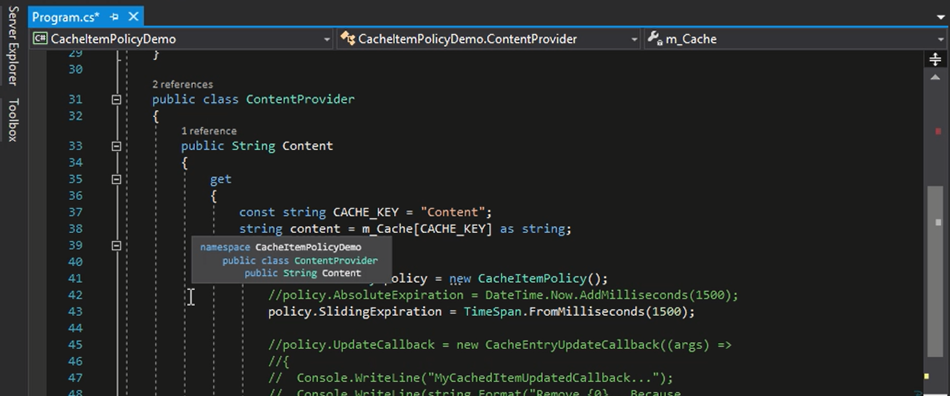 Program.cs*
Server Explorer
Toolbox
CacheItemPolicyDemo
CacheItemPolicyDemo.ContentProvider
m_Cache
29 }
30
2 references
31 public class ContentProvider
32 {
1 reference
33 public String Content
34 {
35 get
36 {
37 const string CACHE_KEY = "Content";
38 string content = m_Cache[CACHE_KEY] as string;
39
namespace CacheItemPolicyDemo
public class ContentProvider
public String Content
40
41 policy = new CacheItemPolicy();
42 //policy.AbsoluteExpiration = DateTime.Now.AddMilliseconds(1500);
43 policy.SlidingExpiration = TimeSpan.FromMilliseconds(1500);
44
45 //policy.UpdateCallback = new CacheEntryUpdateCallback((args) =>
46 //{
47 // Console.WriteLine("MyCachedItemUpdatedCallback...");
48 // Console.WriteLine(string.Format("Remove {0}... Because